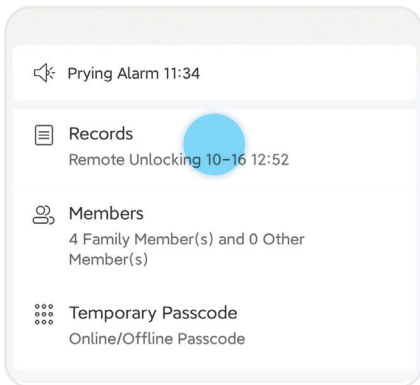 Prying Alarm 11:34
Records
Remote Unlocking 10-16 12:52
Members
4 Family Member(s) and 0 Other
Member(s)
Temporary Passcode
Online/Offline Passcode